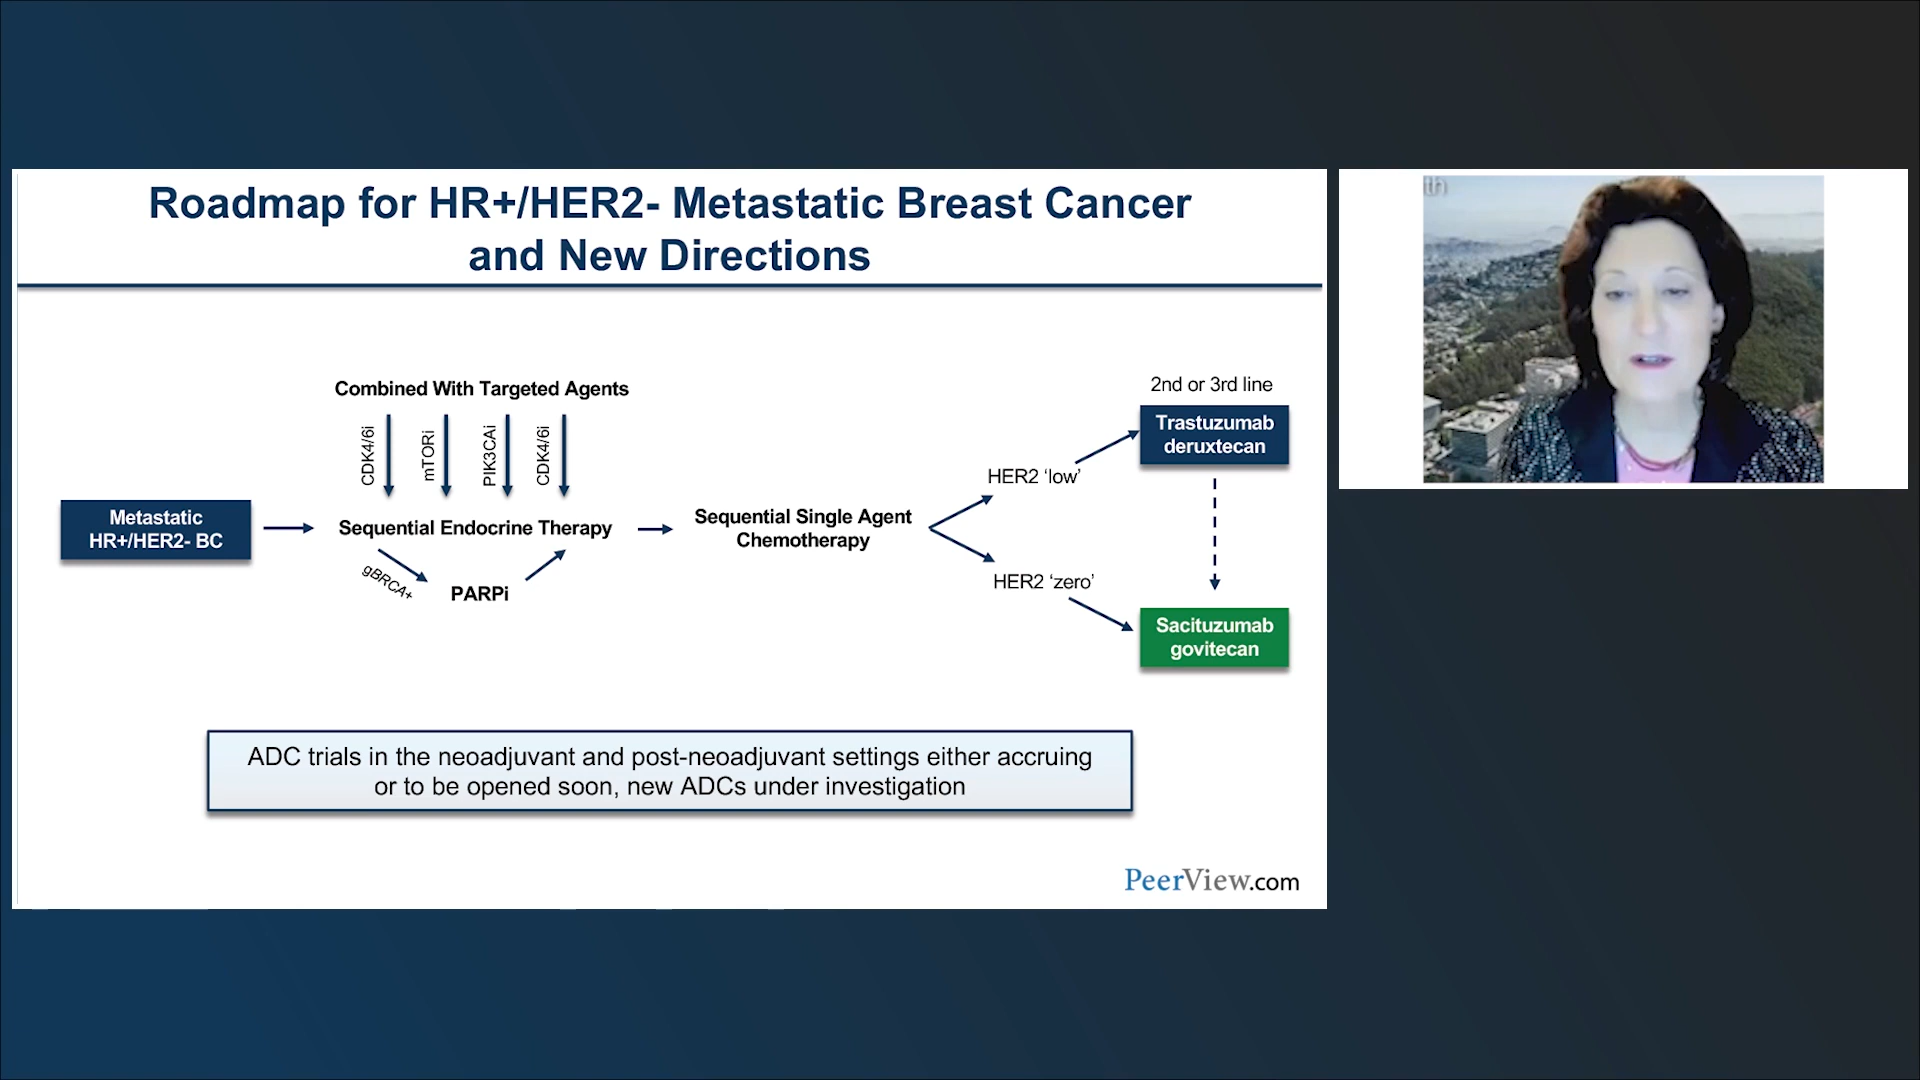 Roadmap for HR+/HER2- Metastatic Breast Cancer
and New Directions
Combined With Targeted Agents
CDK4/6i
mTORi
PIK3CAi
CDK4/6i
Metastatic
HR+/HER2- BC
Sequential Endocrine Therapy
gBRCA+
PARPi
Sequential Single Agent
Chemotherapy
HER2 ‘low’
HER2 ‘zero’
2nd or 3rd line
Trastuzumab
deruxtecan
Sacituzumab
govitecan
ADC trials in the neoadjuvant and post-neoadjuvant settings either accruing
or to be opened soon, new ADCs under investigation
PeerView.com
th